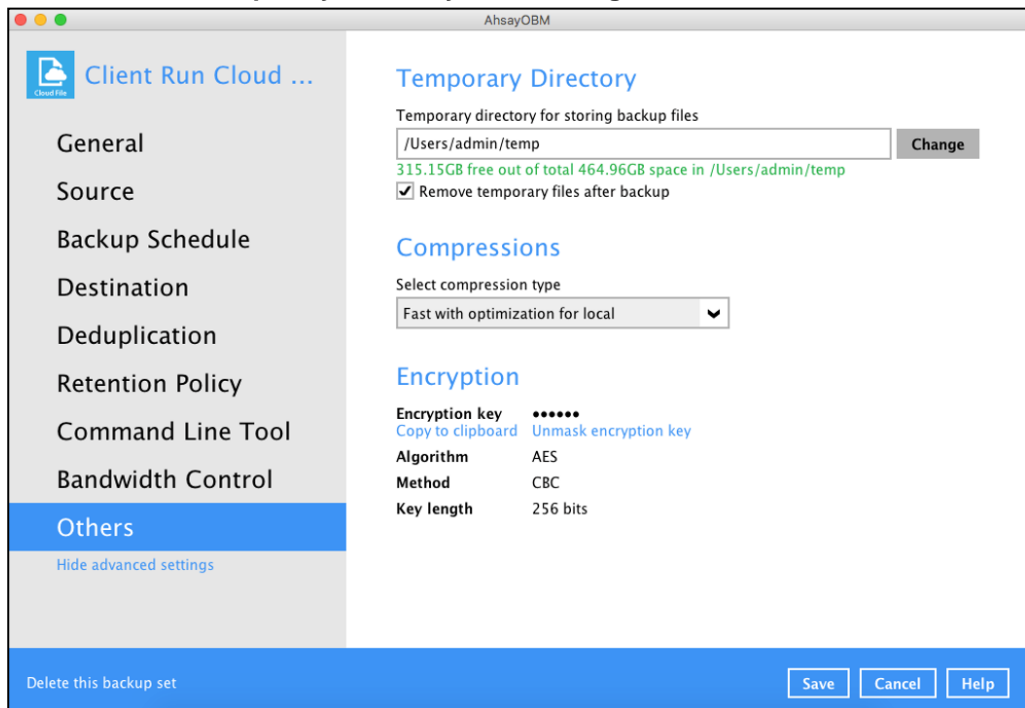 AhsayOBM
Cloud File
Client Run Cloud ...
General
Source
Backup Schedule
Destination
Deduplication
Retention Policy
Command Line Tool
Bandwidth Control
Others
Hide advanced settings
Temporary Directory
Temporary directory for storing backup files
/Users/admin/temp
Change
315.15GB free out of total 464.96GB space in /Users/admin/temp
Remove temporary files after backup
Compressions
Select compression type
Fast with optimization for local
Encryption
Encryption key ••••••
Copy to clipboard Unmask encryption key
Algorithm AES
Method CBC
Key length 256 bits
Delete this backup set
Save Cancel Help